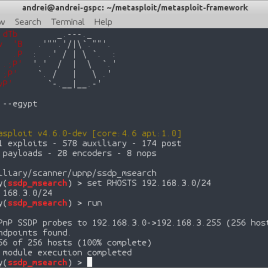 andrei@andrei-gspc: ~/metasploit/metasploit-framework
w Search Terminal Help
--egypt
asploit v4.6.0-dev [core:4.6 api:1.0]
1 exploits - 578 auxiliary - 174 post
payloads - 28 encoders - 8 nops
iliary/scanner/upnp/ssdp_msearch
y(ssdp_msearch) > set RHOSTS 192.168.3.0/24
.168.3.0/24
y(ssdp_msearch) > run
PnP SSDP probes to 192.168.3.0->192.168.3.255 (256 host
ndpoints found.
56 of 256 hosts (100% complete)
module execution completed
y(ssdp_msearch) >